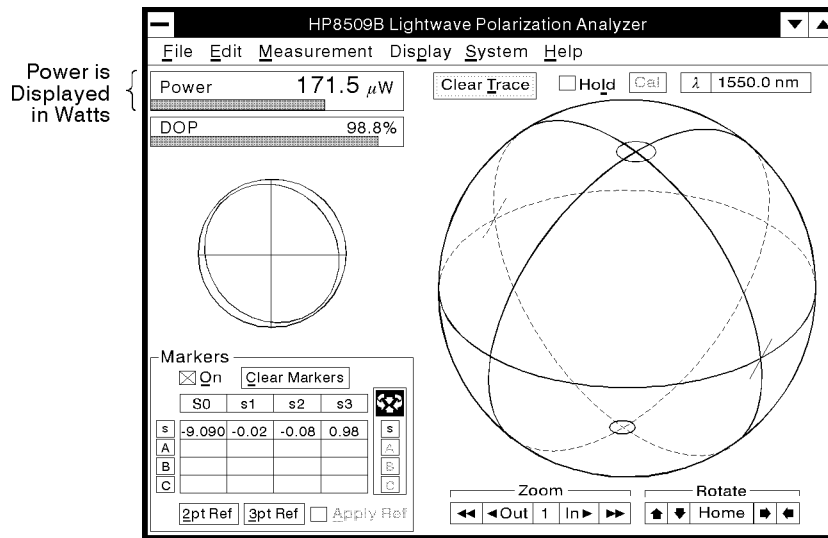 HP8509B Lightwave Polarization Analyzer
File Edit Measurement Display System Help
Power is
Displayed
in Watts
Power 171.5 µW
DOP 98.8%
Clear Trace Hold Cal λ 1550.0 nm
Markers
On Clear Markers
S0 s1 s2 s3
s -9.090 -0.02 -0.08 0.98 s
A A
B B
C C
2pt Ref 3pt Ref Apply Ref
Zoom
Out 1 In
Rotate
Home